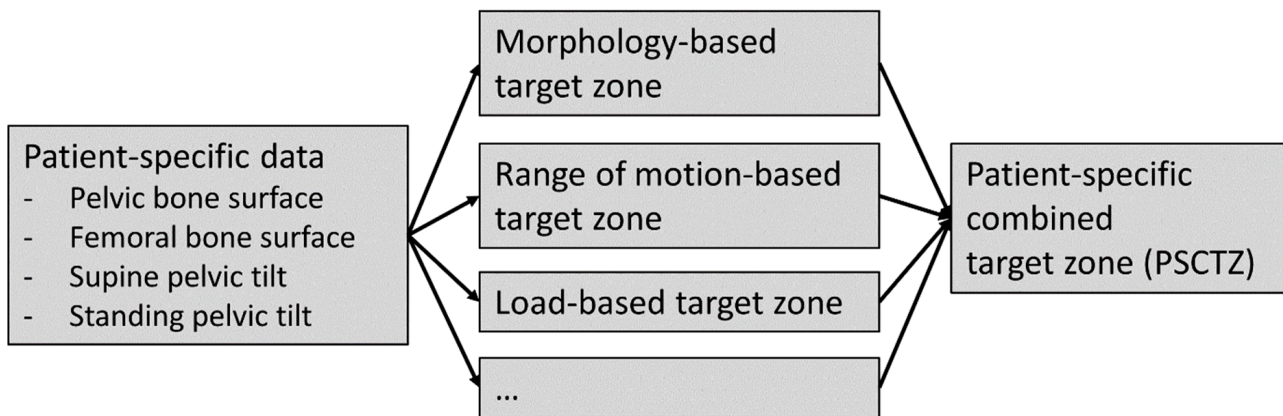 Patient-specific data
- Pelvic bone surface
- Femoral bone surface
- Supine pelvic tilt
- Standing pelvic tilt
Morphology-based
target zone
Range of motion-based
target zone
Load-based target zone
...
Patient-specific
combined
target zone (PSCTZ)